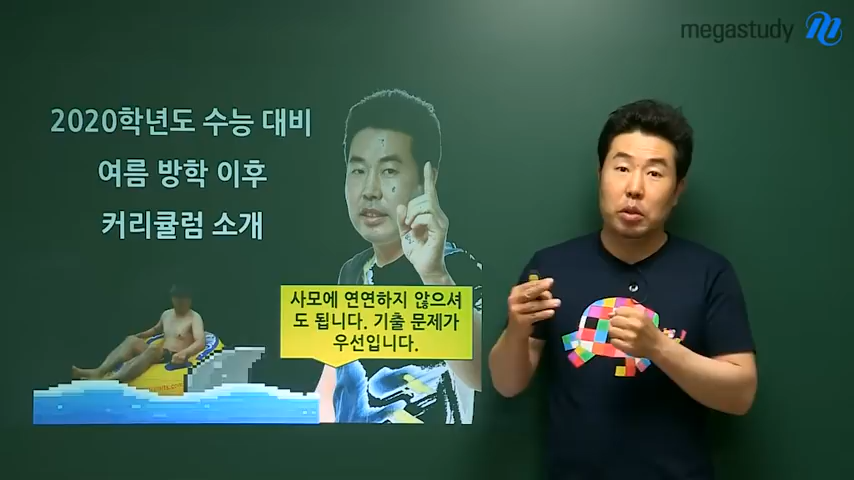 megastudy
2020학년도 수능 대비
여름 방학 이후
커리큘럼 소개
사모에 연연하지 않으셔
도 됩니다. 기출 문제가
우선입니다.